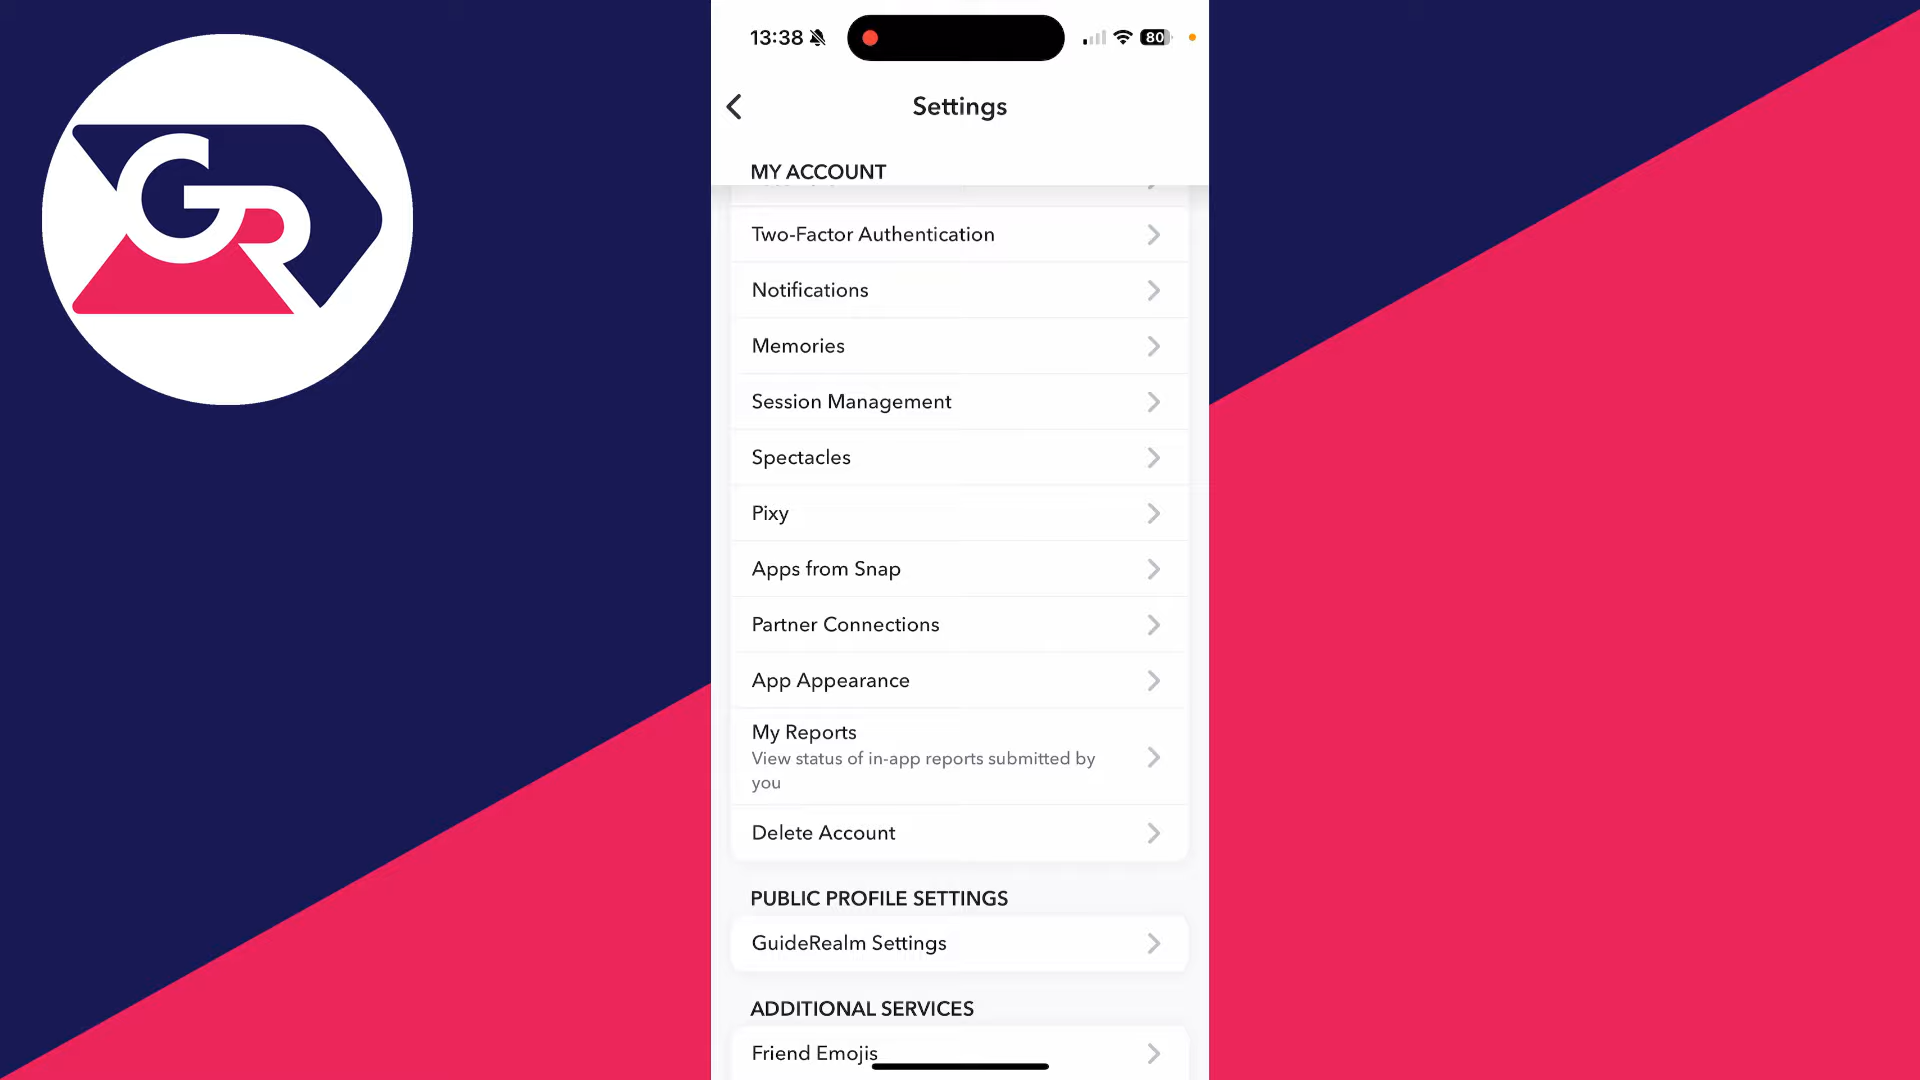 GR
13:38
80
Settings
MY ACCOUNT
Two-Factor Authentication
Notifications
Memories
Session Management
Spectacles
Pixy
Apps from Snap
Partner Connections
App Appearance
My Reports
View status of in-app reports submitted by
you
Delete Account
PUBLIC PROFILE SETTINGS
GuideRealm Settings
ADDITIONAL SERVICES
Friend Emojis